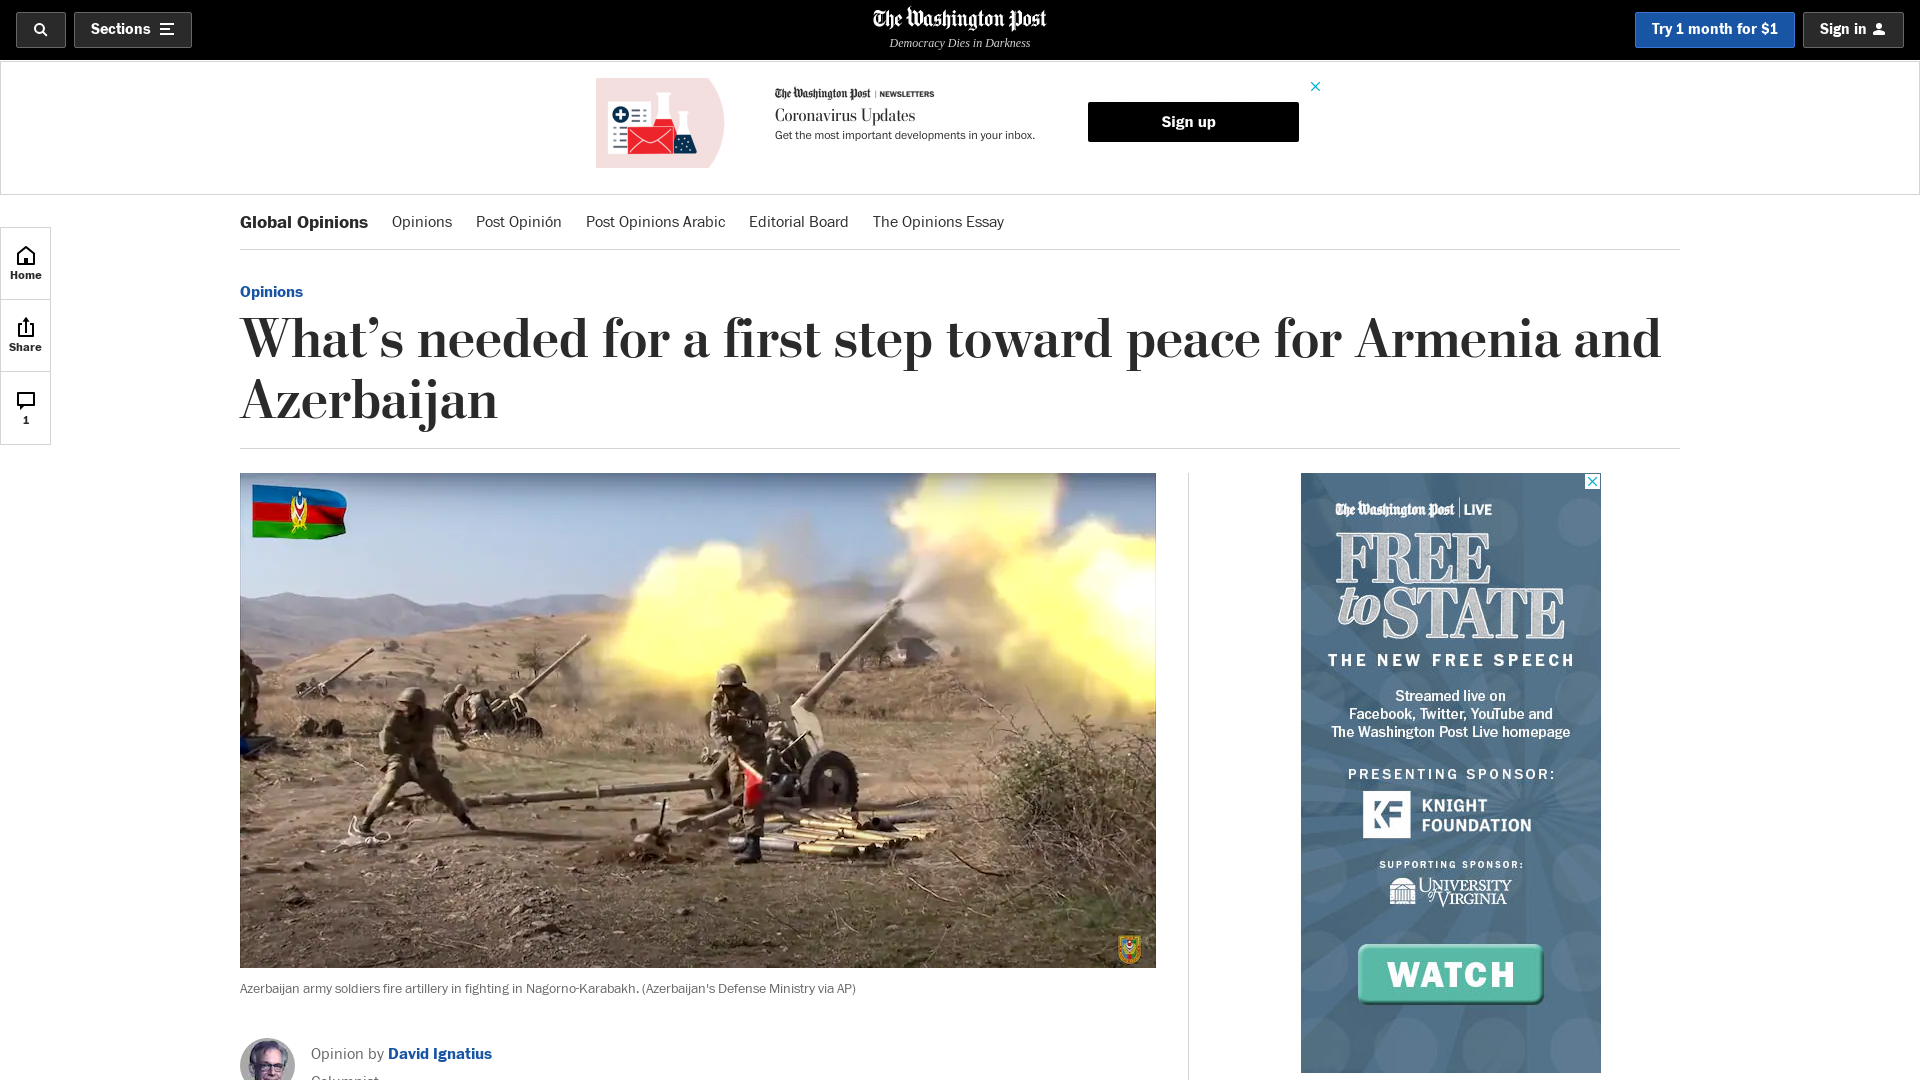 Sections
The Washington Post
Democracy Dies in Darkness
Try 1 month for $1
Sign in
The Washington Post | NEWSLETTERS
Coronavirus Updates
Get the most important developments in your inbox.
Sign up
Global Opinions
Opinions
Post Opinión
Post Opinions Arabic
Editorial Board
The Opinions Essay
Home
Share
1
Opinions
What’s needed for a first step toward peace for Armenia and
Azerbaijan
Azerbaijan army soldiers fire artillery in fighting in Nagorno-Karabakh. (Azerbaijan's Defense Ministry via AP)
Opinion by David Ignatius
Columnist
The Washington Post | LIVE
FREE
to STATE
THE NEW FREE SPEECH
Streamed live on
Facebook, Twitter, YouTube and
The Washington Post Live homepage
PRESENTING SPONSOR:
KF
KNIGHT
FOUNDATION
SUPPORTING SPONSOR:
UNIVERSITY
of VIRGINIA
WATCH